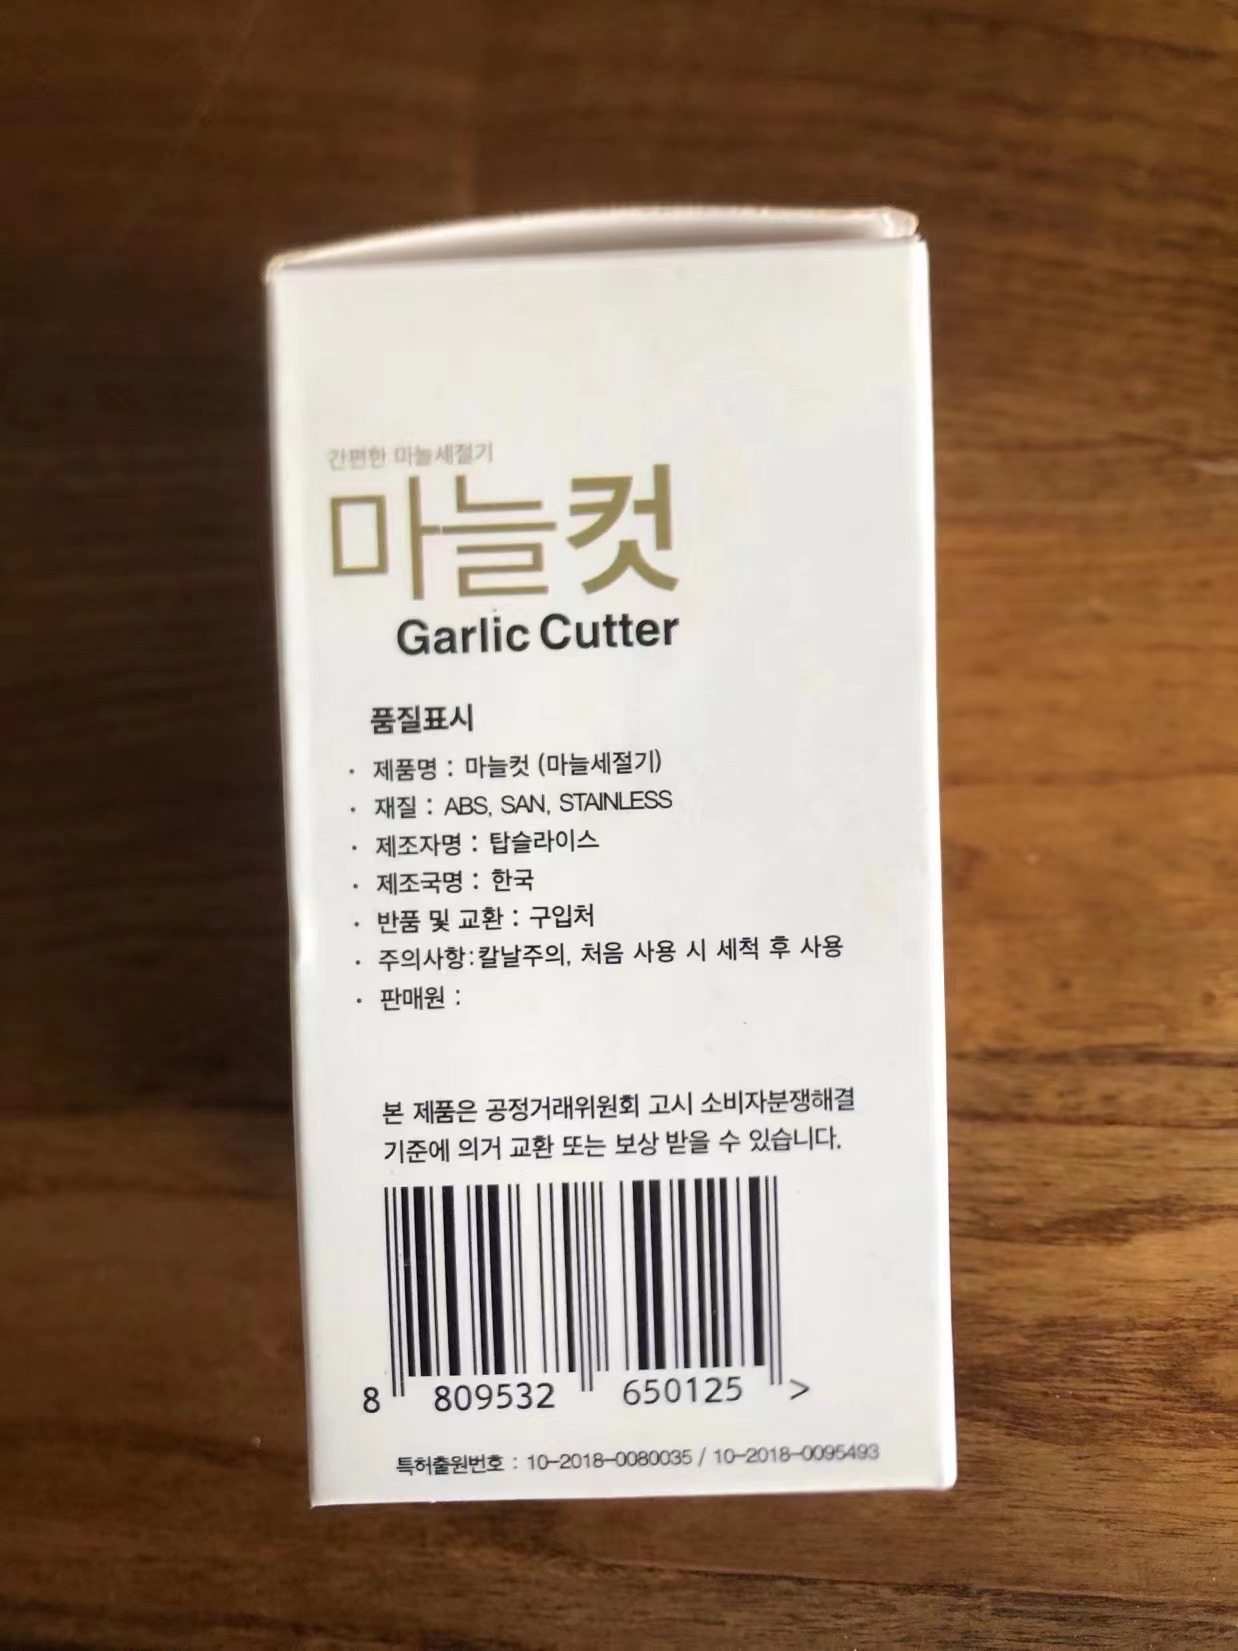 간편한 마늘세절기
마늘컷
Garlic Cutter
품질표시
· 제품명 : 마늘컷 (마늘세절기)
· 재질 : ABS, SAN, STAINLESS
· 제조자명 : 탑슬라이스
· 제조국명 : 한국
· 반품 및 교환 : 구입처
· 주의사항:칼날주의, 처음 사용 시 세척 후 사용
· 판매원 :
본 제품은 공정거래위원회 고시 소비자분쟁해결
기준에 의거 교환 또는 보상 받을 수 있습니다.
8 809532 650125 >
특허출원번호 : 10-2018-0080035 / 10-2018-0095493